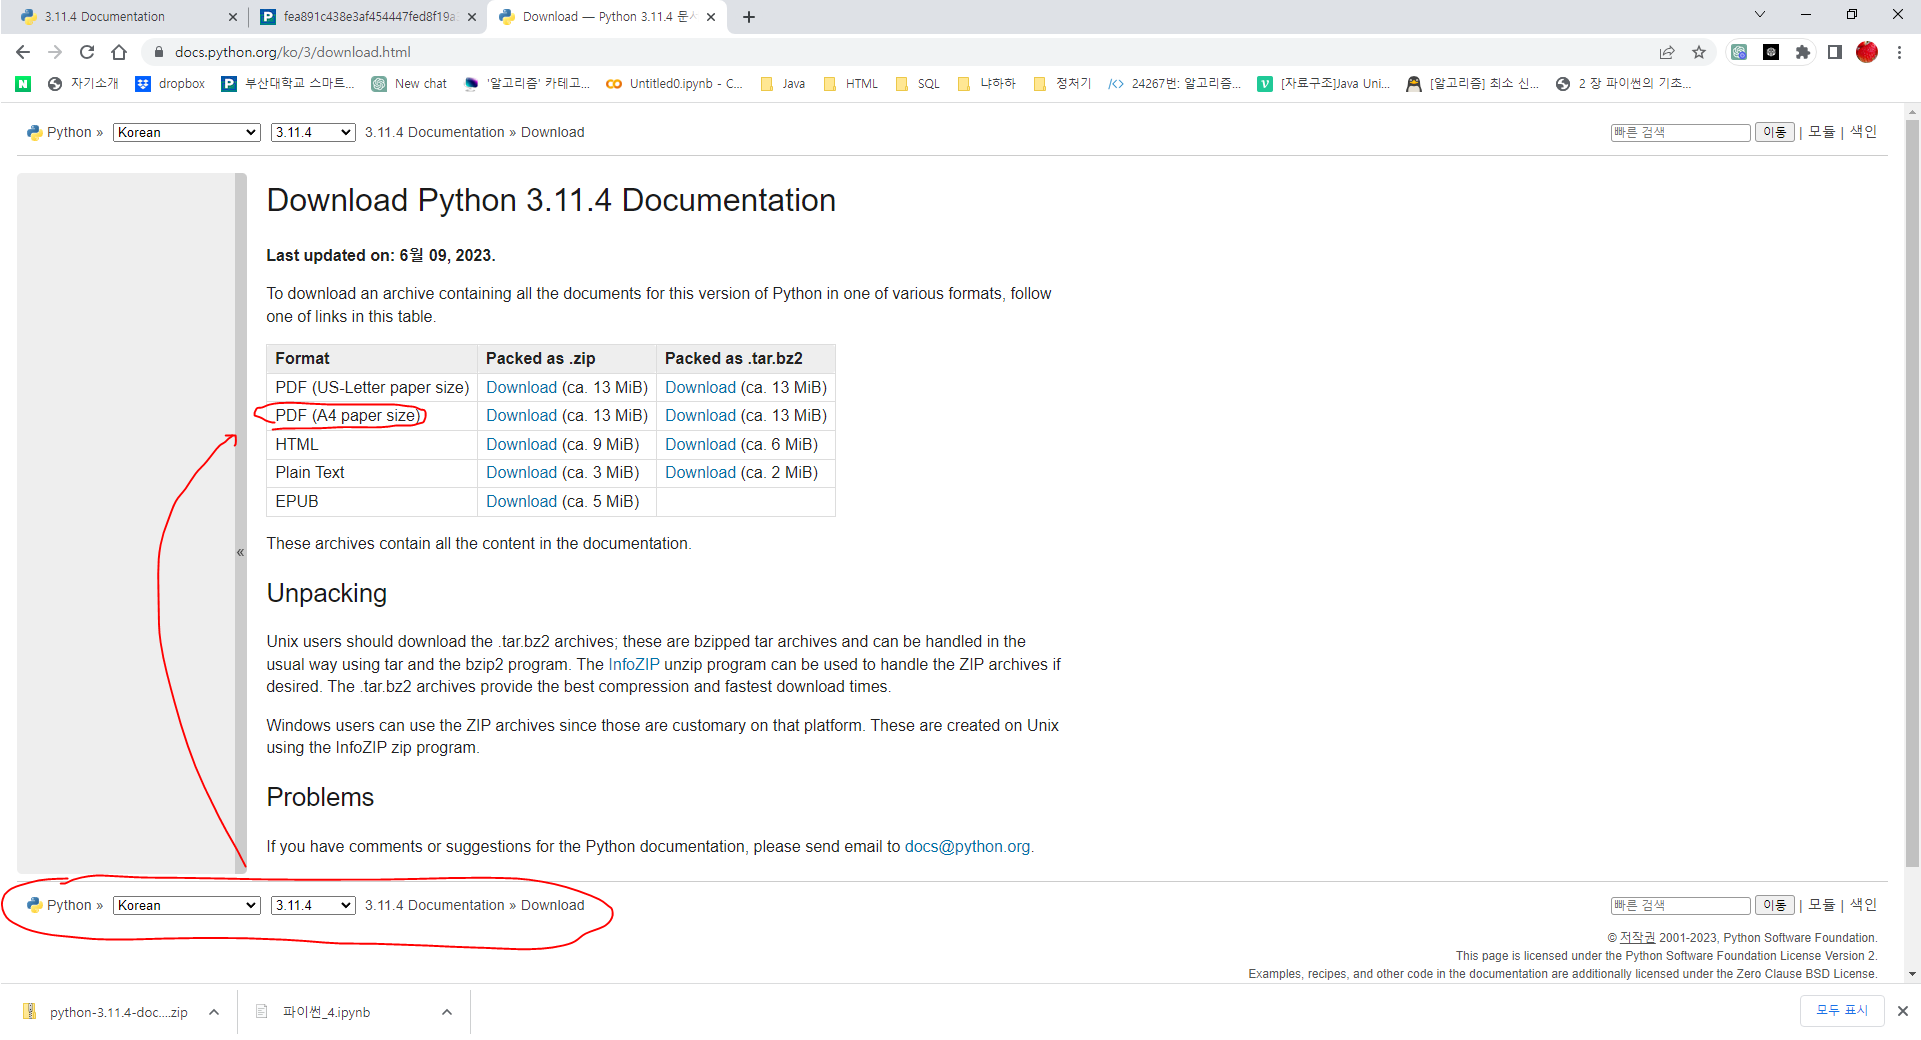 3.11.4 Documentation
fea891c438e3af454447fed8f19a
Download — Python 3.11.4 문서
docs.python.org/ko/3/download.html
자기소개 dropbox 부산대학교 스마트... New chat '알고리즘' 카테고... Untitled0.ipynb - C... Java HTML SQL 냐하하 정처기 24267번: 알고리즘... [자료구조]Java Uni... [알고리즘] 최소 신... 2 장 파이썬의 기초...
Python » Korean 3.11.4 3.11.4 Documentation » Download 빠른 검색 이동 | 모듈 | 색인
Download Python 3.11.4 Documentation
Last updated on: 6월 09, 2023.
To download an archive containing all the documents for this version of Python in one of various formats, follow
one of links in this table.
Format Packed as .zip Packed as .tar.bz2
PDF (US-Letter paper size) Download (ca. 13 MiB) Download (ca. 13 MiB)
PDF (A4 paper size) Download (ca. 13 MiB) Download (ca. 13 MiB)
HTML Download (ca. 9 MiB) Download (ca. 6 MiB)
Plain Text Download (ca. 3 MiB) Download (ca. 2 MiB)
EPUB Download (ca. 5 MiB)
«
These archives contain all the content in the documentation.
Unpacking
Unix users should download the .tar.bz2 archives; these are bzipped tar archives and can be handled in the
usual way using tar and the bzip2 program. The InfoZIP unzip program can be used to handle the ZIP archives if
desired. The .tar.bz2 archives provide the best compression and fastest download times.
Windows users can use the ZIP archives since those are customary on that platform. These are created on Unix
using the InfoZIP zip program.
Problems
If you have comments or suggestions for the Python documentation, please send email to docs@python.org.
Python » Korean 3.11.4 3.11.4 Documentation » Download 빠른 검색 이동 | 모듈 | 색인
© 저작권 2001-2023, Python Software Foundation.
This page is licensed under the Python Software Foundation License Version 2.
Examples, recipes, and other code in the documentation are additionally licensed under the Zero Clause BSD License.
python-3.11.4-doc....zip 파이썬_4.ipynb 모두 표시